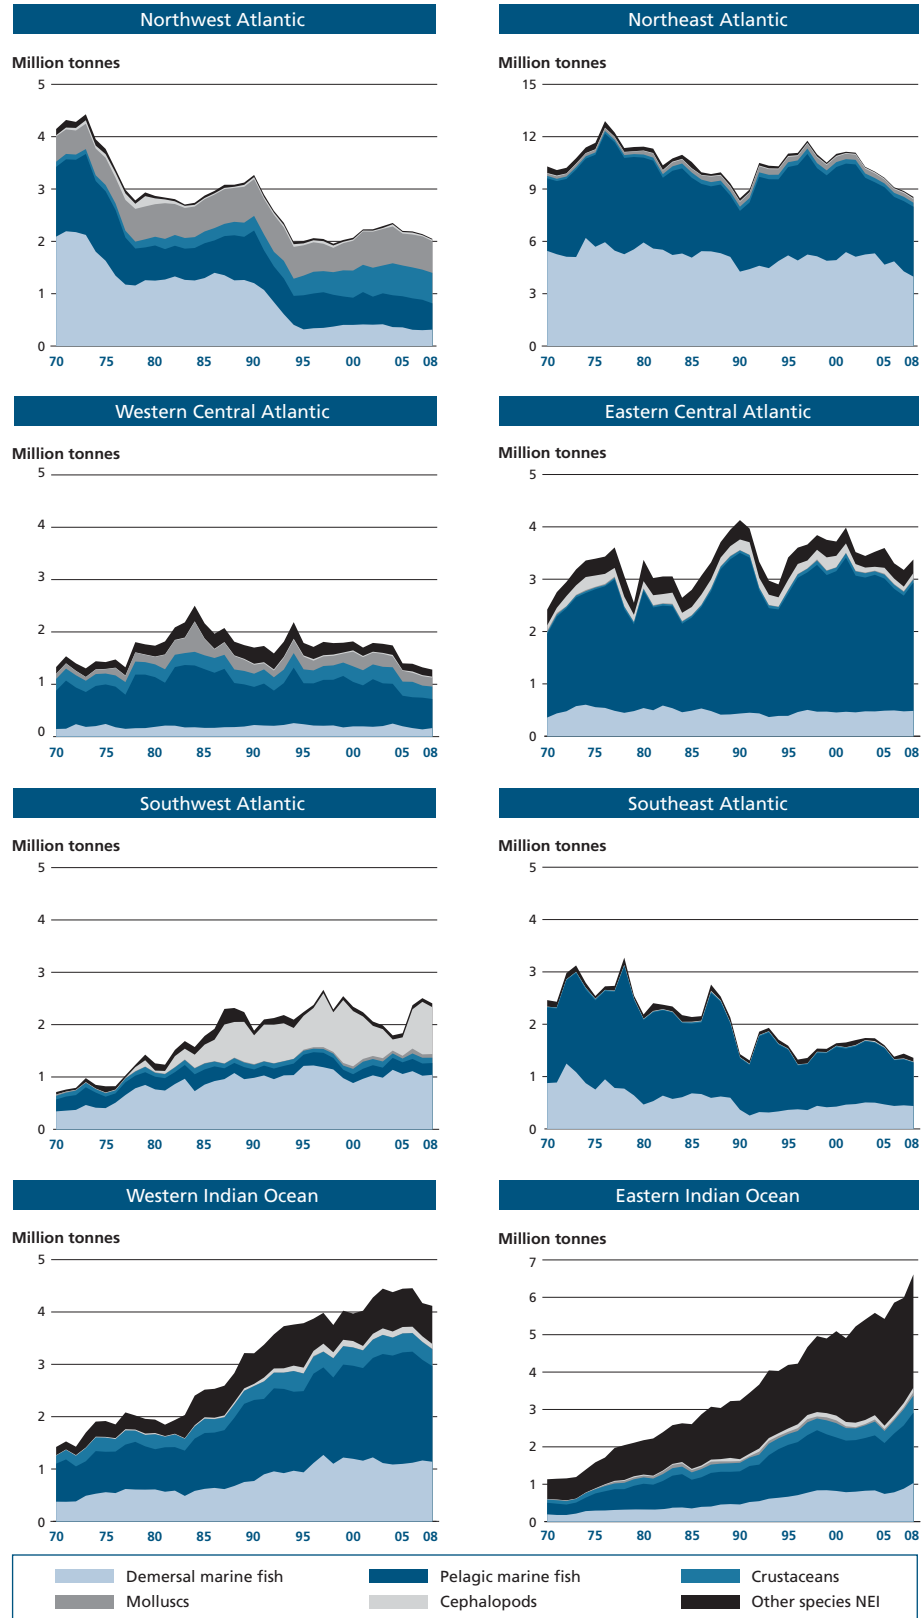 Northwest Atlantic
Northeast Atlantic
Million tonnes
Million tonnes
5
4
3
2
1
0
70 75 80 85 90 95 00 05 08
15
12
9
6
3
0
70 75 80 85 90 95 00 05 08
Western Central Atlantic
Eastern Central Atlantic
Million tonnes
Million tonnes
5
4
3
2
1
0
70 75 80 85 90 95 00 05 08
5
4
3
2
1
0
70 75 80 85 90 95 00 05 08
Southwest Atlantic
Southeast Atlantic
Million tonnes
Million tonnes
5
4
3
2
1
0
70 75 80 85 90 95 00 05 08
5
4
3
2
1
0
70 75 80 85 90 95 00 05 08
Western Indian Ocean
Eastern Indian Ocean
Million tonnes
Million tonnes
5
4
3
2
1
0
70 75 80 85 90 95 00 05 08
7
6
5
4
3
2
1
0
70 75 80 85 90 95 00 05 08
Demersal marine fish Pelagic marine fish Crustaceans
Molluscs Cephalopods Other species NEI